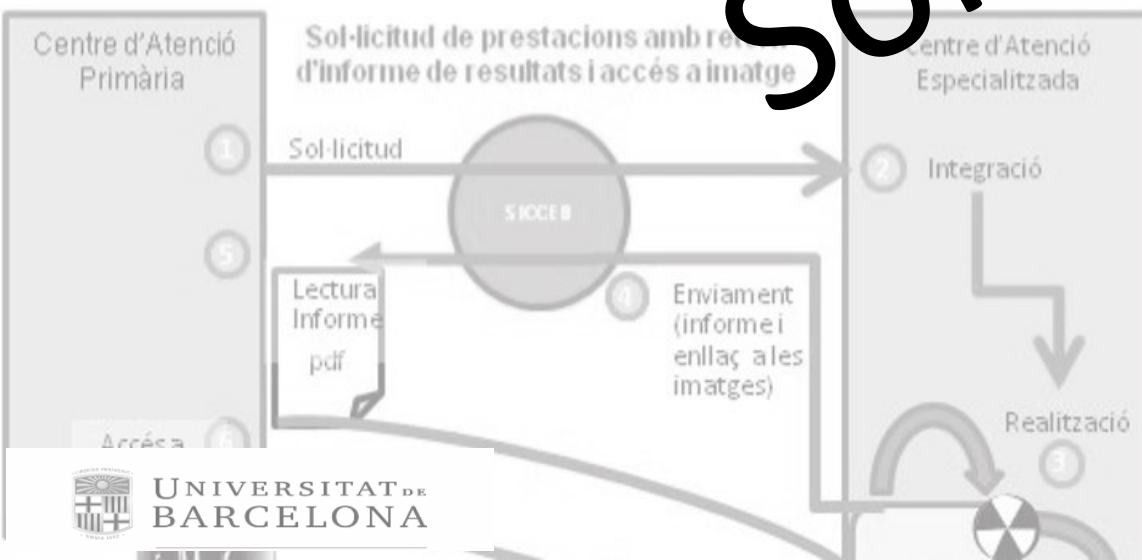 Centre d'Atenció
Primària
Sol·licitud de prestacions amb
d'informe de resultats i accés a imatge
Centre d'Atenció
Especialitzada
1
Sol·licitud
2
Integració
SICCEB
5
Lectura
Informe
pdf
4
Enviament
(informe i
enllaç a les
imatges)
Realització
3
Accés a
6
UNIVERSITAT DE
BARCELONA